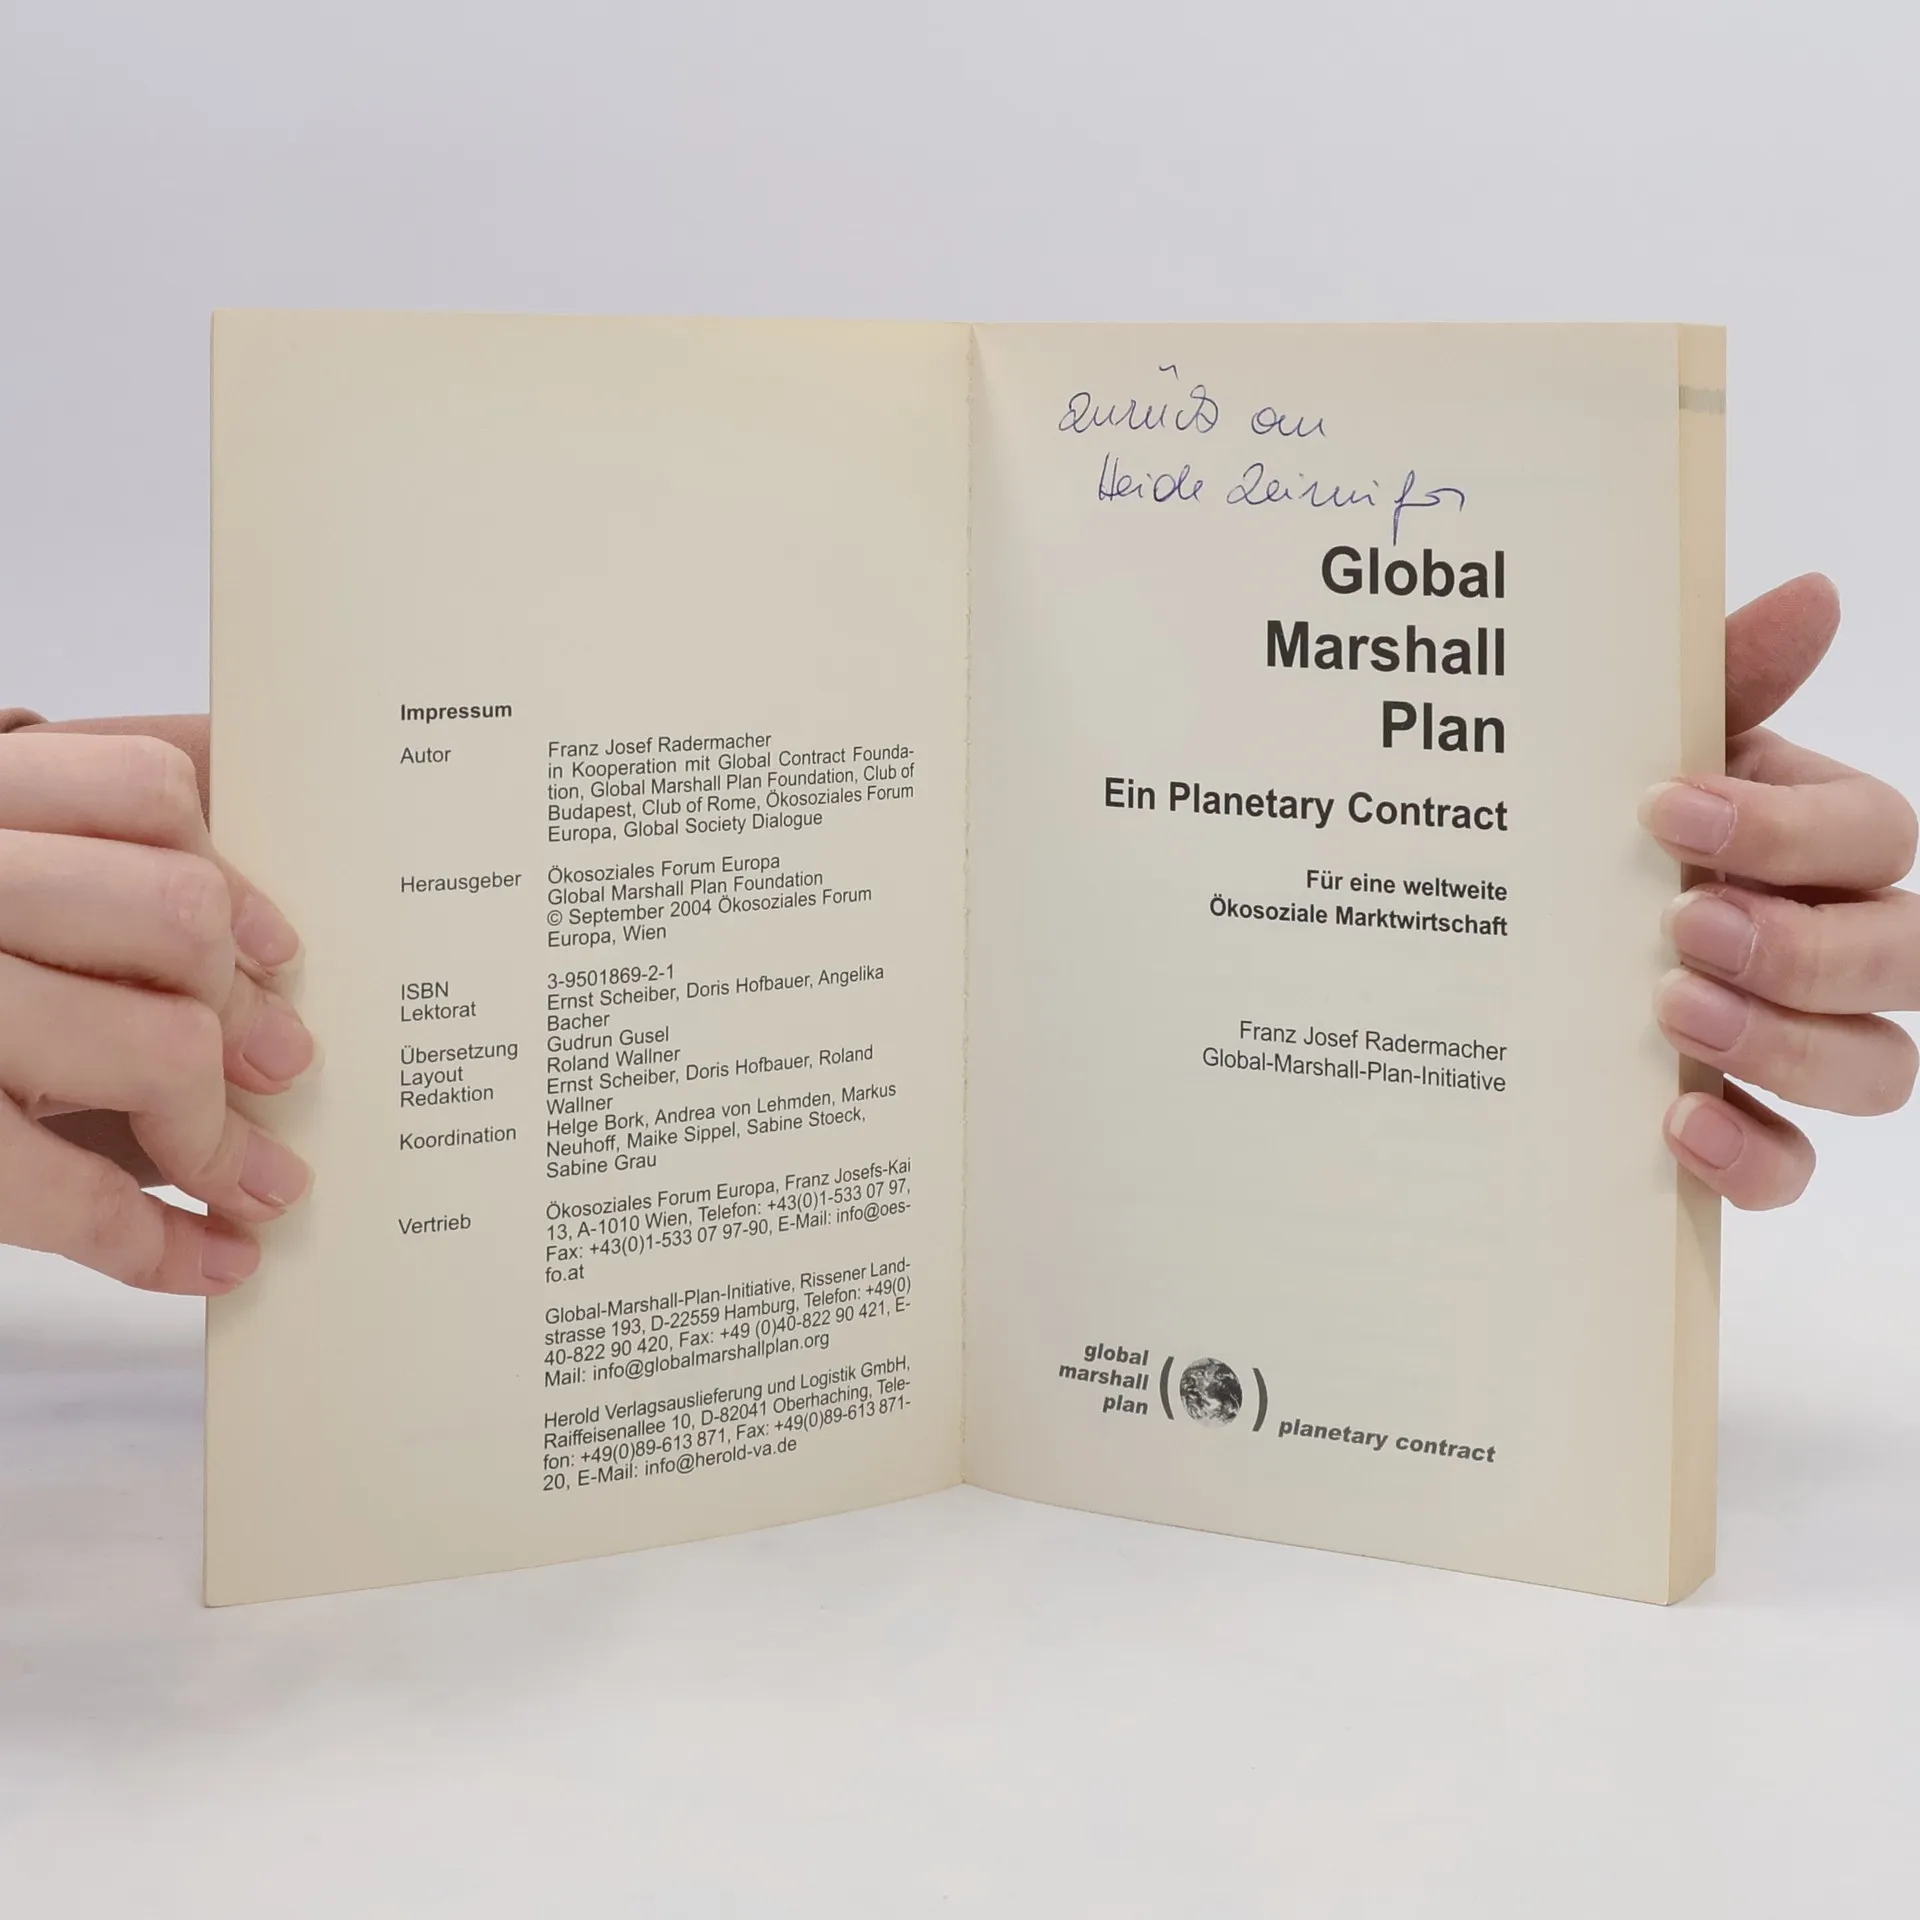 Impressum
Autor
Franz Josef Radermacher
in Kooperation mit Global Contract Founda-
tion, Global Marshall Plan Foundation, Club of
Budapest, Club of Rome, Ökosoziales Forum
Europa, Global Society Dialogue
Herausgeber
Ökosoziales Forum Europa
Global Marshall Plan Foundation
© September 2004 Ökosoziales Forum
Europa, Wien
ISBN
3-9501869-2-1
Lektorat
Ernst Scheiber, Doris Hofbauer, Angelika
Bacher
Übersetzung
Gudrun Gusel
Layout
Roland Wallner
Redaktion
Ernst Scheiber, Doris Hofbauer, Roland
Wallner
Koordination
Helge Bork, Andrea von Lehmden, Markus
Neuhoff, Maike Sippel, Sabine Stoeck,
Sabine Grau
Vertrieb
Ökosoziales Forum Europa, Franz Josefs-Kai
13, A-1010 Wien, Telefon: +43(0)1-533 07 97,
Fax: +43(0)1-533 07 97-90, E-Mail: info@oes-
fo.at
Global-Marshall-Plan-Initiative, Rissener Land-
strasse 193, D-22559 Hamburg, Telefon: +49(0)
40-822 90 420, Fax: +49 (0)40-822 90 421, E-
Mail: info@globalmarshallplan.org
Herold Verlagsauslieferung und Logistik GmbH,
Raiffeisenallee 10, D-82041 Oberhaching, Tele-
fon: +49(0)89-613 871, Fax: +49(0)89-613 871-
20, E-Mail: info@herold-va.de
zurück an
Heide
Global
Marshall
Plan
Ein Planetary Contract
Für eine weltweite
Ökosoziale Marktwirtschaft
Franz Josef Radermacher
Global-Marshall-Plan-Initiative
global
marshall
plan
planetary contract